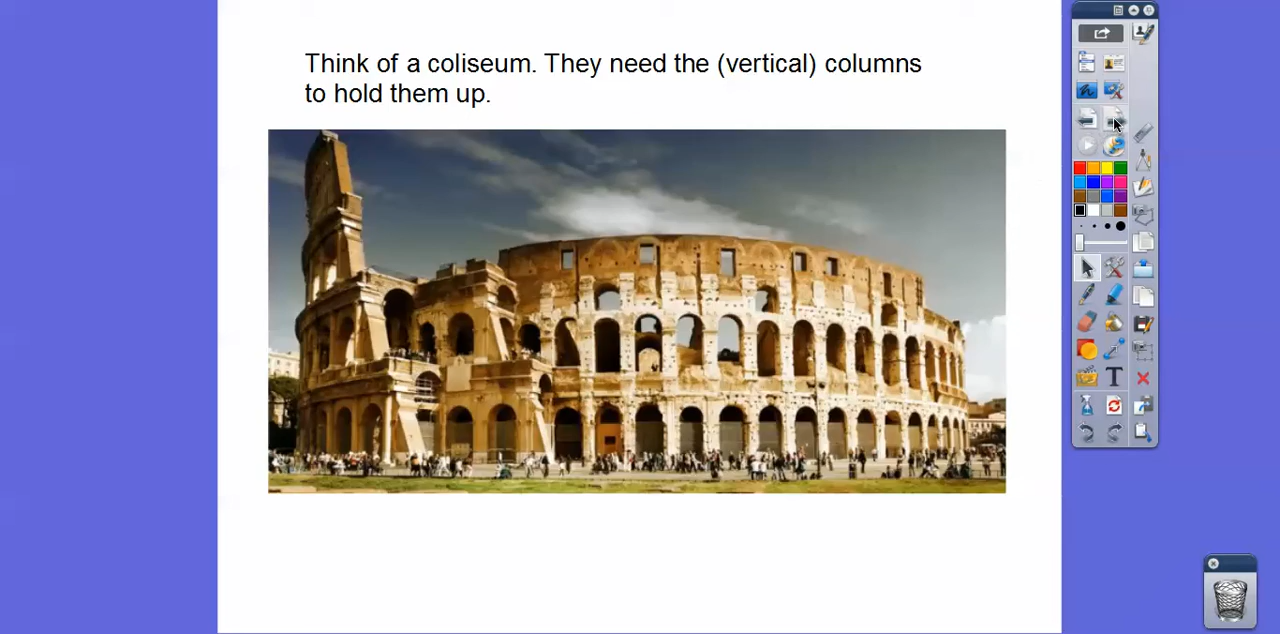 Think of a coliseum. They need the (vertical) columns
to hold them up.